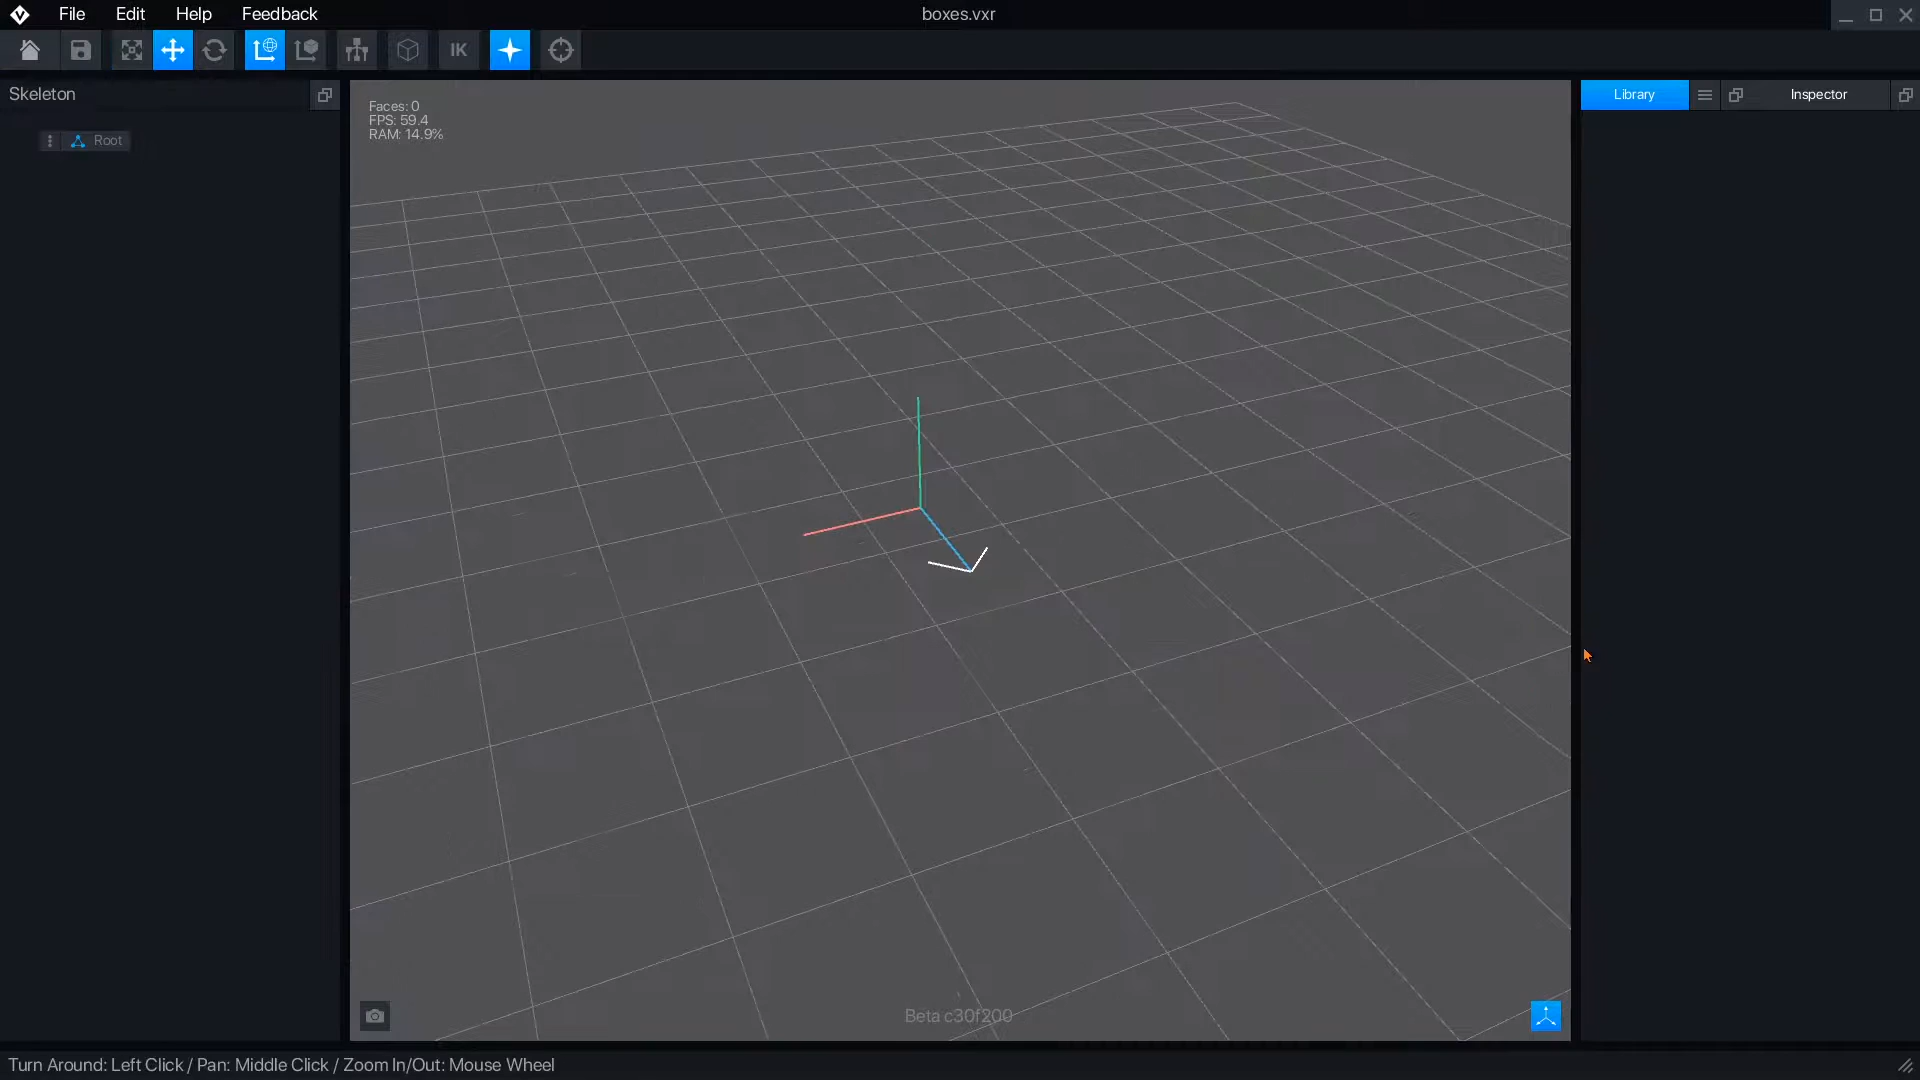 File Edit Help Feedback boxes.vxr
IK
Skeleton
Library Inspector
Faces: 0
FPS: 59.4
RAM: 14.9%
Root
Beta c30f200
Turn Around: Left Click / Pan: Middle Click / Zoom In/Out: Mouse Wheel